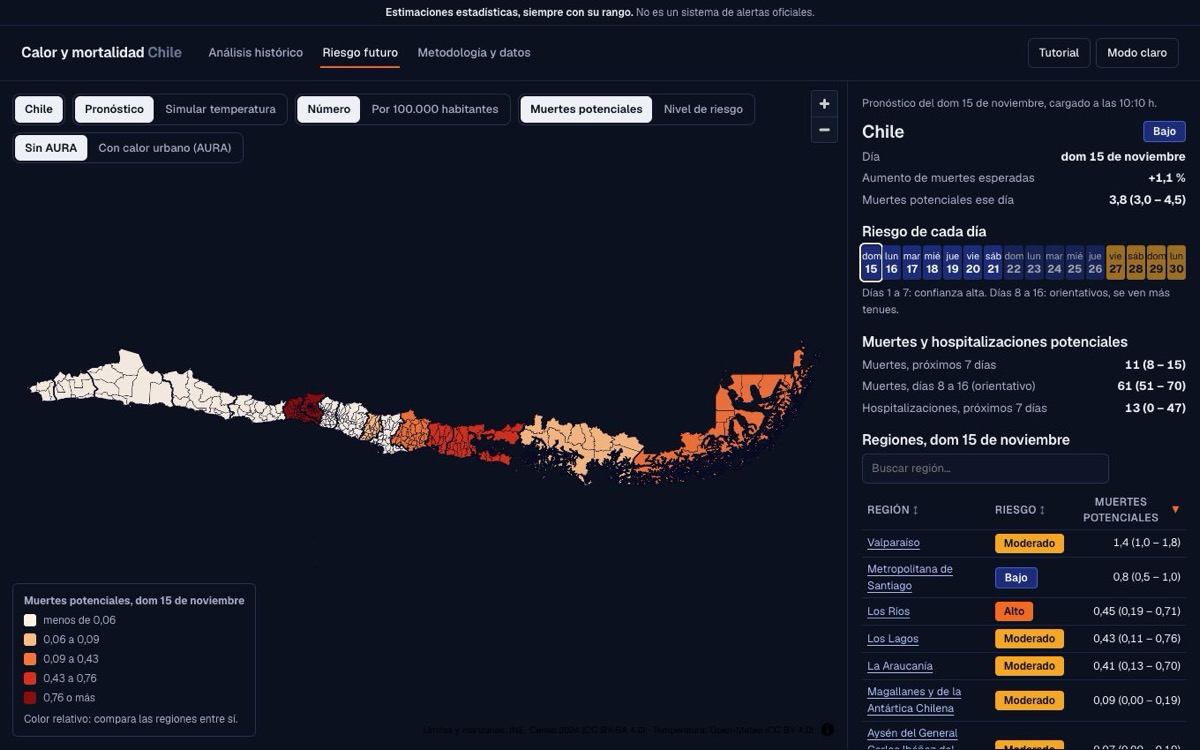 Estimaciones estadísticas, siempre con su rango. No es un sistema de alertas oficiales.
Calor y mortalidad Chile
Análisis histórico
Riesgo futuro
Metodología y datos
Tutorial
Modo claro
Chile
Pronóstico
Simular temperatura
Número
Por 100.000 habitantes
Muertes potenciales
Nivel de riesgo
Sin AURA
Con calor urbano (AURA)
+
−
Muertes potenciales, dom 15 de noviembre
menos de 0,06
0,06 a 0,09
0,09 a 0,43
0,43 a 0,76
0,76 o más
Color relativo: compara las regiones entre sí.
Pronóstico del dom 15 de noviembre, cargado a las 10:10 h.
Chile
Bajo
Día
dom 15 de noviembre
Aumento de muertes esperadas
+1,1 %
Muertes potenciales ese día
3,8 (3,0 – 4,5)
Riesgo de cada día
dom lun mar mié jue vie sáb dom lun mar mié jue vie sáb dom lun
15 16 17 18 19 20 21 22 23 24 25 26 27 28 29 30
Días 1 a 7: confianza alta. Días 8 a 16: orientativos, se ven más
tenues.
Muertes y hospitalizaciones potenciales
Muertes, próximos 7 días
11 (8 – 15)
Muertes, días 8 a 16 (orientativo)
61 (51 – 70)
Hospitalizaciones, próximos 7 días
13 (0 – 47)
Regiones, dom 15 de noviembre
Buscar región...
REGIÓN ↕
RIESGO ↕
MUERTES
POTENCIALES ▼
Valparaíso
Moderado
1,4 (1,0 – 1,8)
Metropolitana de
Santiago
Bajo
0,8 (0,5 – 1,0)
Los Ríos
Alto
0,45 (0,19 – 0,71)
Los Lagos
Moderado
0,43 (0,11 – 0,76)
La Araucanía
Moderado
0,41 (0,13 – 0,70)
Magallanes y de la
Antártica Chilena
Moderado
0,09 (0,00 – 0,19)
Aysén del General